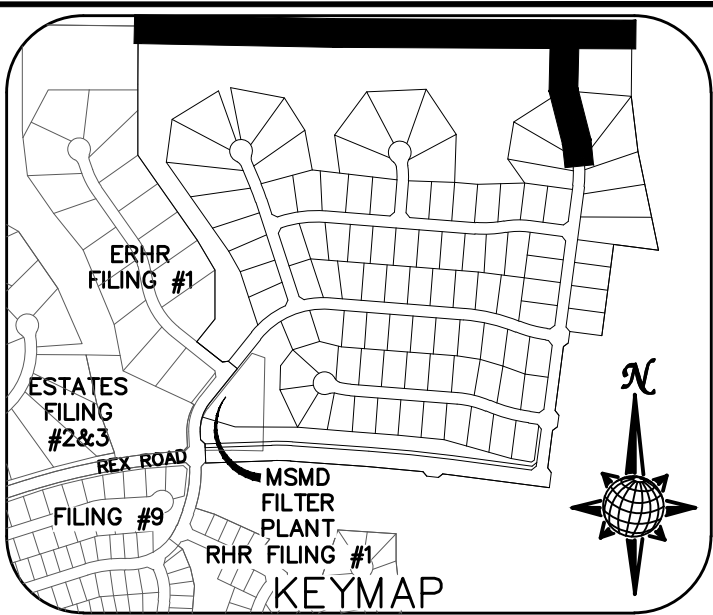 N
ERHR
FILING #1
ESTATES
FILING
#2&3
REX ROAD
FILING #9
MSMD
FILTER
PLANT
RHR FILING #1
KEYMAP